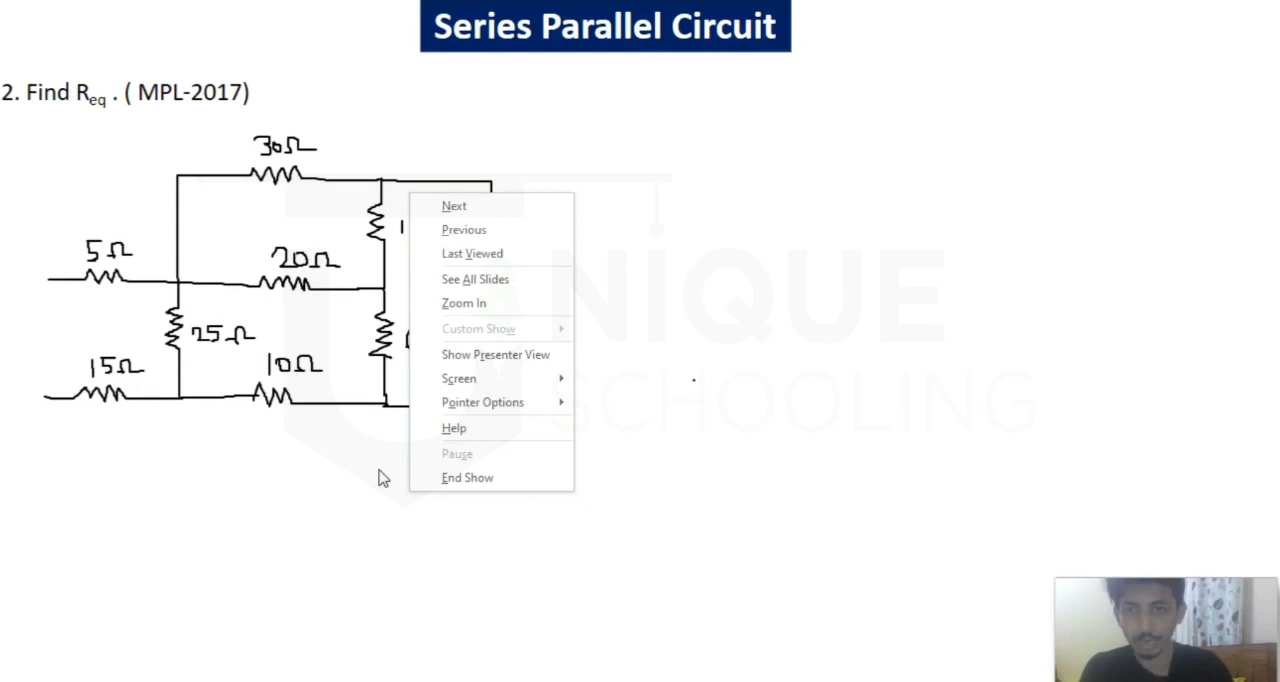 Series Parallel Circuit
2. Find Req . ( MPL-2017)
30Ω
5Ω
20Ω
25Ω
15Ω
10Ω
Next
Previous
Last Viewed
See All Slides
Zoom In
Custom Show
Show Presenter View
Screen
Pointer Options
Help
Pause
End Show
NiQUE
SCHOOLING